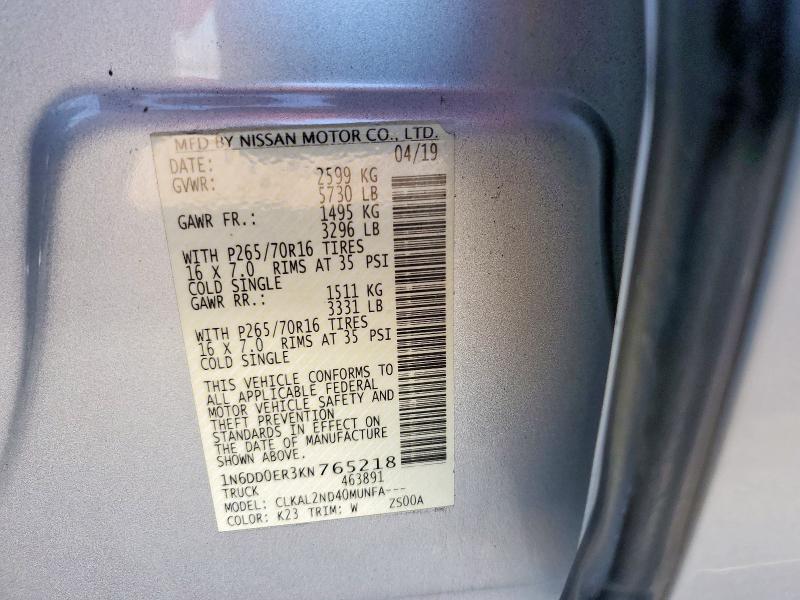 MFD BY NISSAN MOTOR CO., LTD.
DATE: 04/19
GVWR: 2599 KG
5730 LB
GAWR FR.: 1495 KG
3296 LB
WITH P265/70R16 TIRES
16 X 7.0 RIMS AT 35 PSI
COLD SINGLE
GAWR RR.: 1511 KG
3331 LB
WITH P265/70R16 TIRES
16 X 7.0 RIMS AT 35 PSI
COLD SINGLE
THIS VEHICLE CONFORMS TO
ALL APPLICABLE FEDERAL
MOTOR VEHICLE SAFETY AND
THEFT PREVENTION
STANDARDS IN EFFECT ON
THE DATE OF MANUFACTURE
SHOWN ABOVE.
1N6DD0ER3KN765218
TRUCK 463891
MODEL: CLKAL2ND40MUNFA---
COLOR: K23 TRIM: W ZS00A